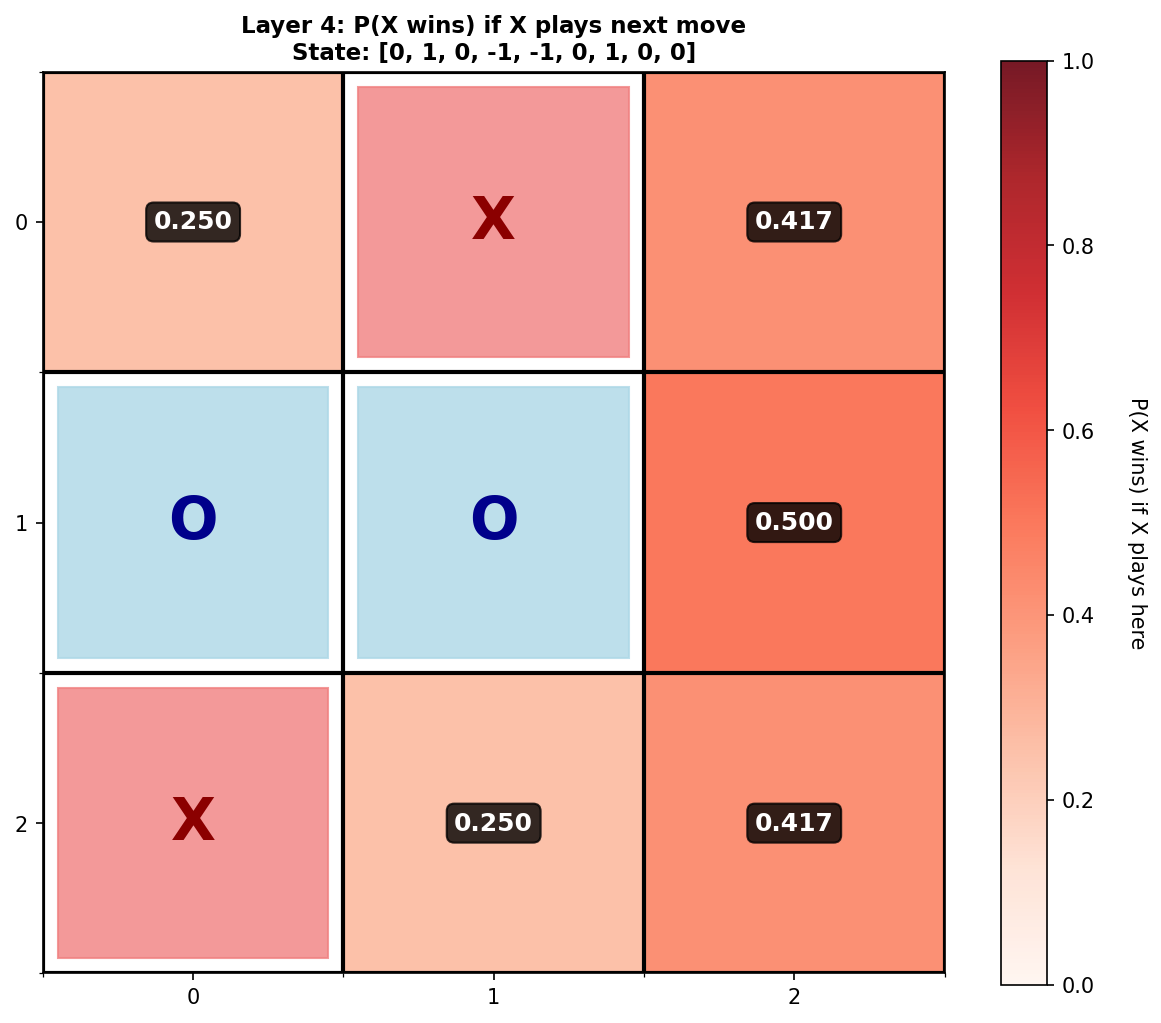 Layer 4: P(X wins) if X plays next move
State: [0, 1, 0, -1, -1, 0, 1, 0, 0]
0
0.250
X
0.417
1
O
O
0.500
2
X
0.250
0.417
0
1
2
1.0
0.8
0.6
0.4
0.2
0.0
P(X wins) if X plays here